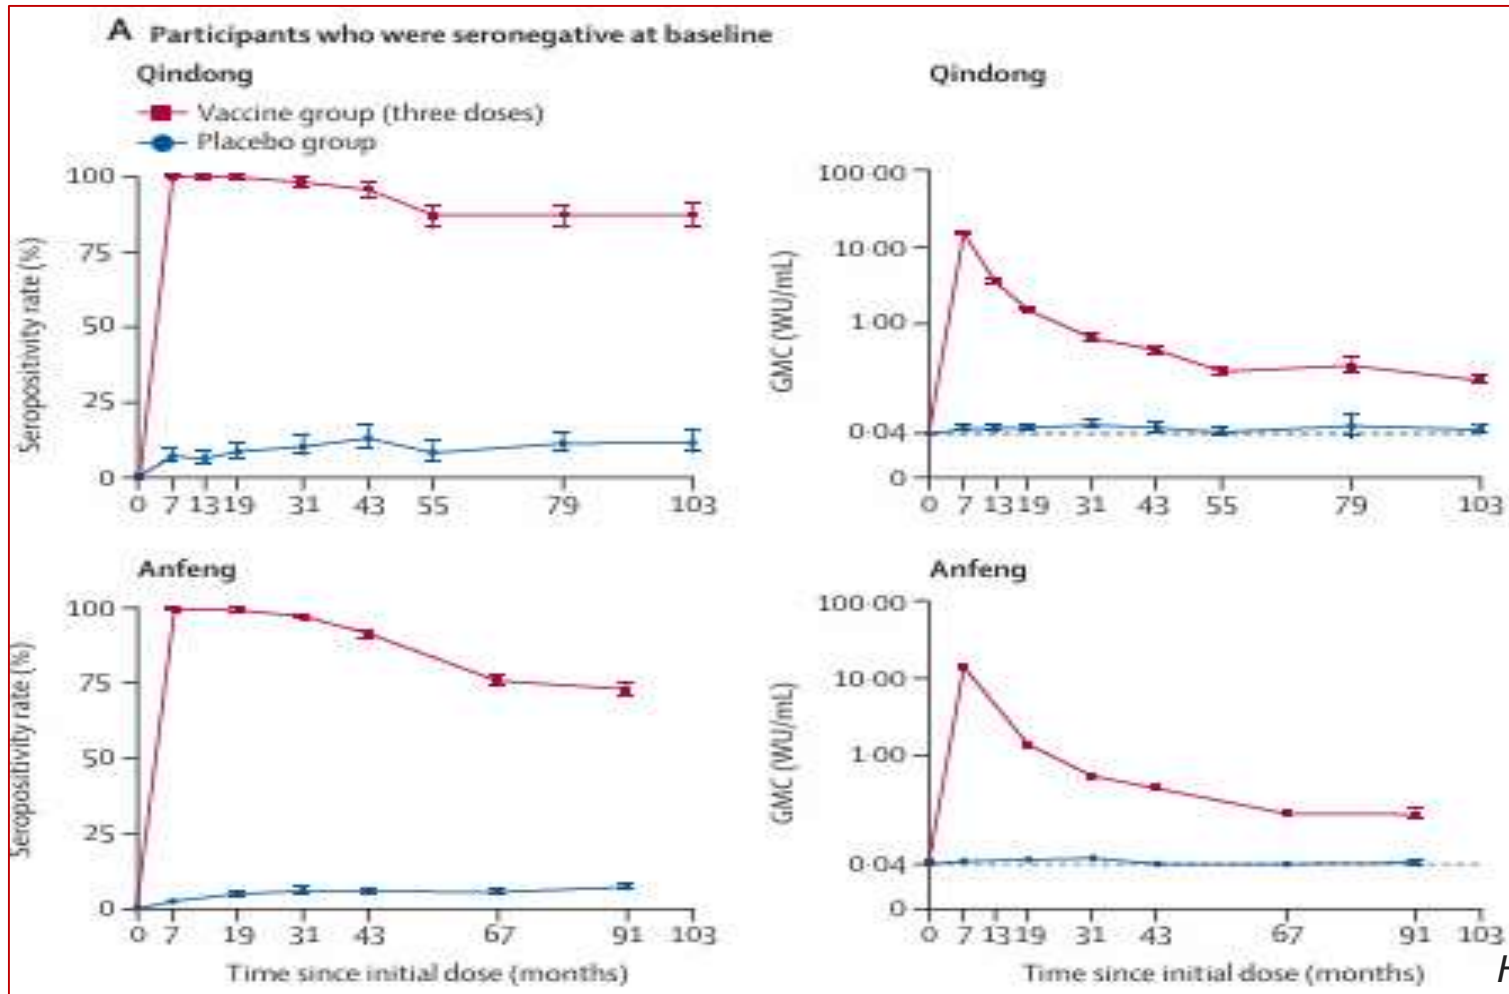 A Participants who were seronegative at baseline
Qindong
Vaccine group (three doses)
Placebo group
Seropositivity rate (%)
100
75
50
25
0
0 7 13 19 31 43 55 79 103
Qindong
GMC (WU/mL)
100·00
10·00
1·00
0·04
0
0 7 13 19 31 43 55 79 103
Anfeng
Seropositivity rate (%)
100
75
50
25
0
0 7 19 31 43 67 91 103
Time since initial dose (months)
Anfeng
GMC (WU/mL)
100·00
10·00
1·00
0·04
0
0 7 13 19 31 43 67 91 103
Time since initial dose (months)
H